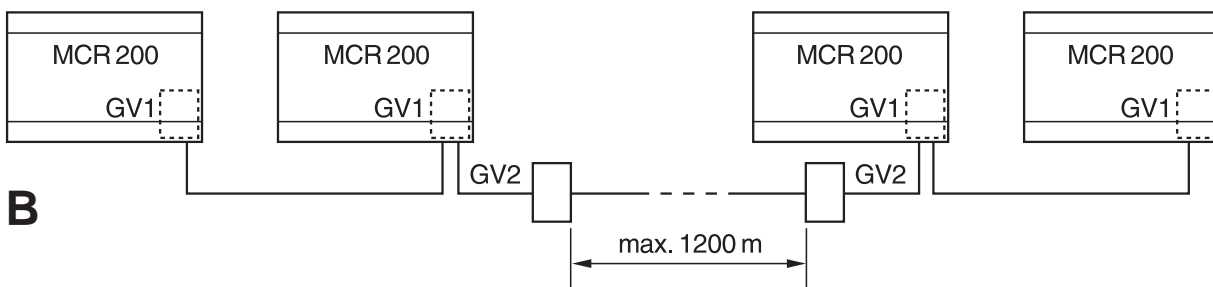 MCR 200 MCR 200 MCR 200 MCR 200
GV1 GV1 GV1 GV1
GV2 GV2
B
max. 1200 m